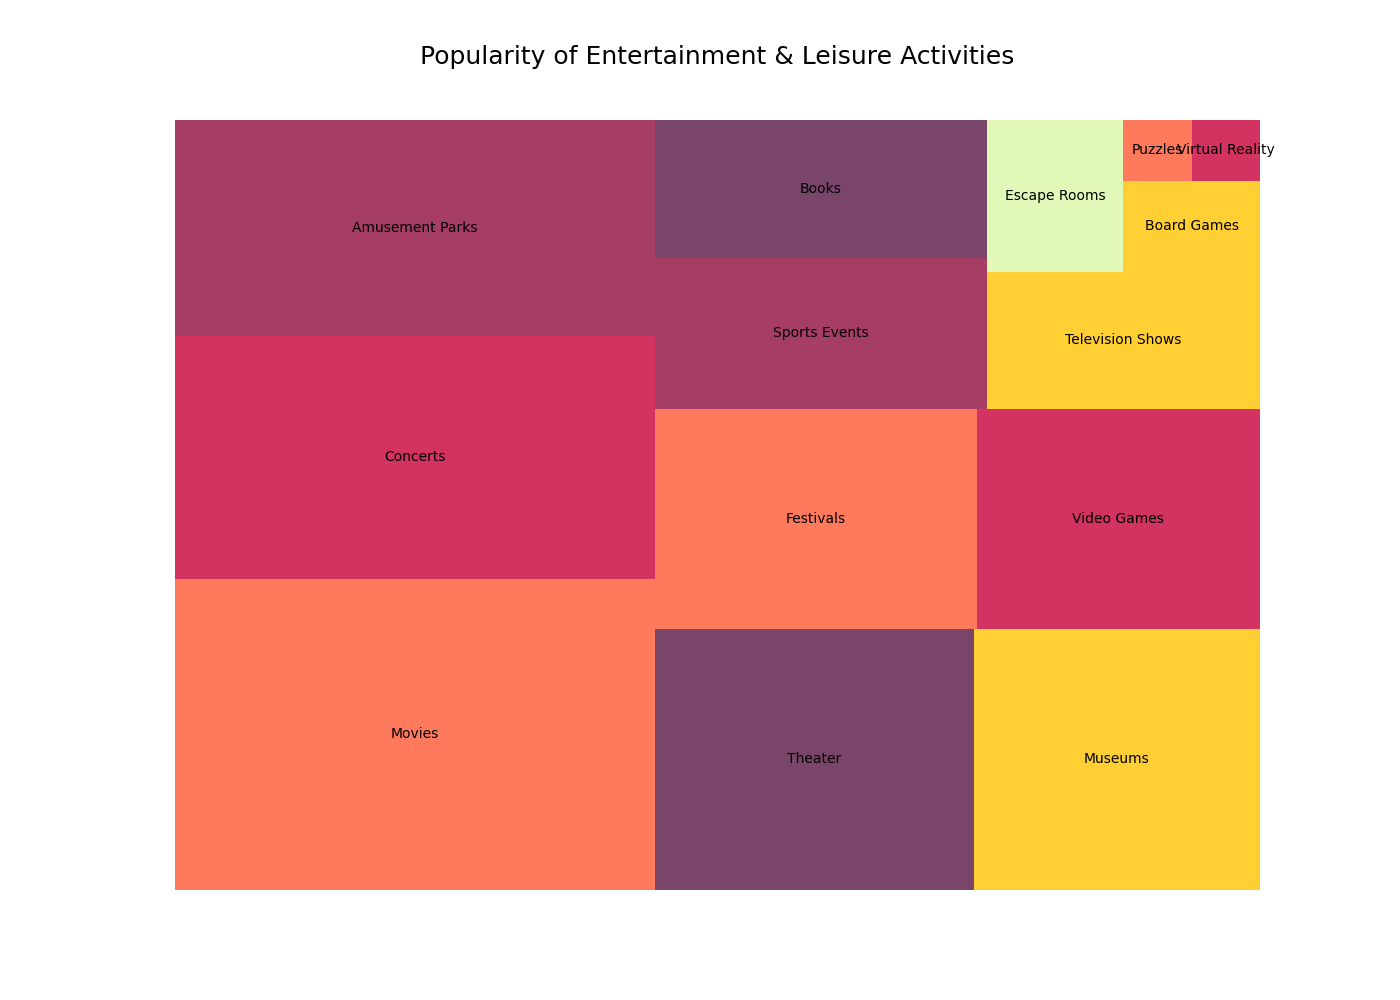 Popularity of Entertainment & Leisure Activities
Puzzles
Virtual Reality
Books
Escape Rooms
Board Games
Amusement Parks
Sports Events
Television Shows
Concerts
Festivals
Video Games
Movies
Theater
Museums